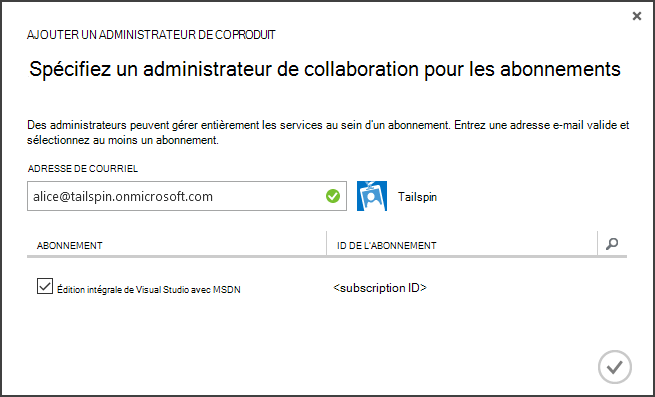 AJOUTER UN ADMINISTRATEUR DE COPRODUIT
Spécifiez un administrateur de collaboration pour les abonnements
Des administrateurs peuvent gérer entièrement les services au sein d'un abonnement. Entrez une adresse e-mail valide et
sélectionnez au moins un abonnement.
ADRESSE DE COURRIEL
alice@tailspin.onmicrosoft.com Tailspin
ABONNEMENT ID DE L'ABONNEMENT
Édition intégrale de Visual Studio avec MSDN <subscription ID>